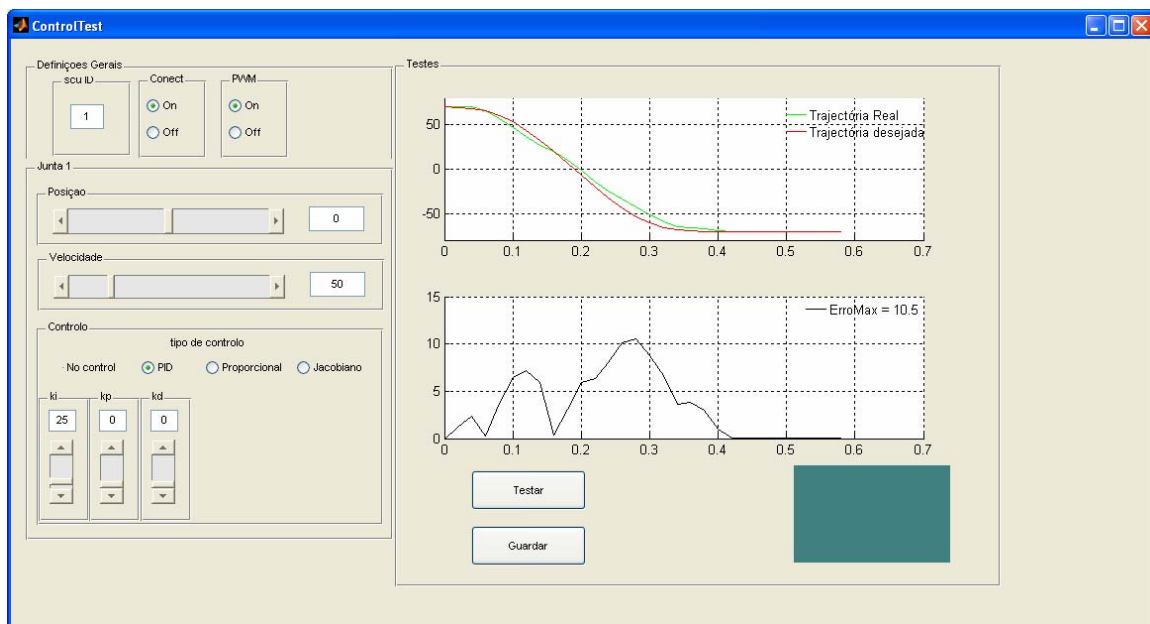 ControlTest
Definiçoes Gerais
scu ID
Conect
PWM
1
On
On
Off
Off
Junta 1
Posiçao
0
Velocidade
50
Controlo
tipo de controlo
No control
PID
Proporcional
Jacobiano
ki
kp
kd
25
0
0
Testes
Trajectória Real
Trajectória desejada
50
0
-50
0
0.1
0.2
0.3
0.4
0.5
0.6
0.7
ErroMax = 10.5
15
10
5
0
0
0.1
0.2
0.3
0.4
0.5
0.6
0.7
Testar
Guardar